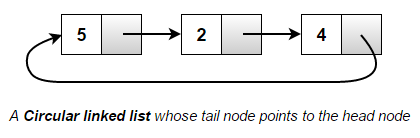 5 2 4
A Circular linked list whose tail node points to the head node